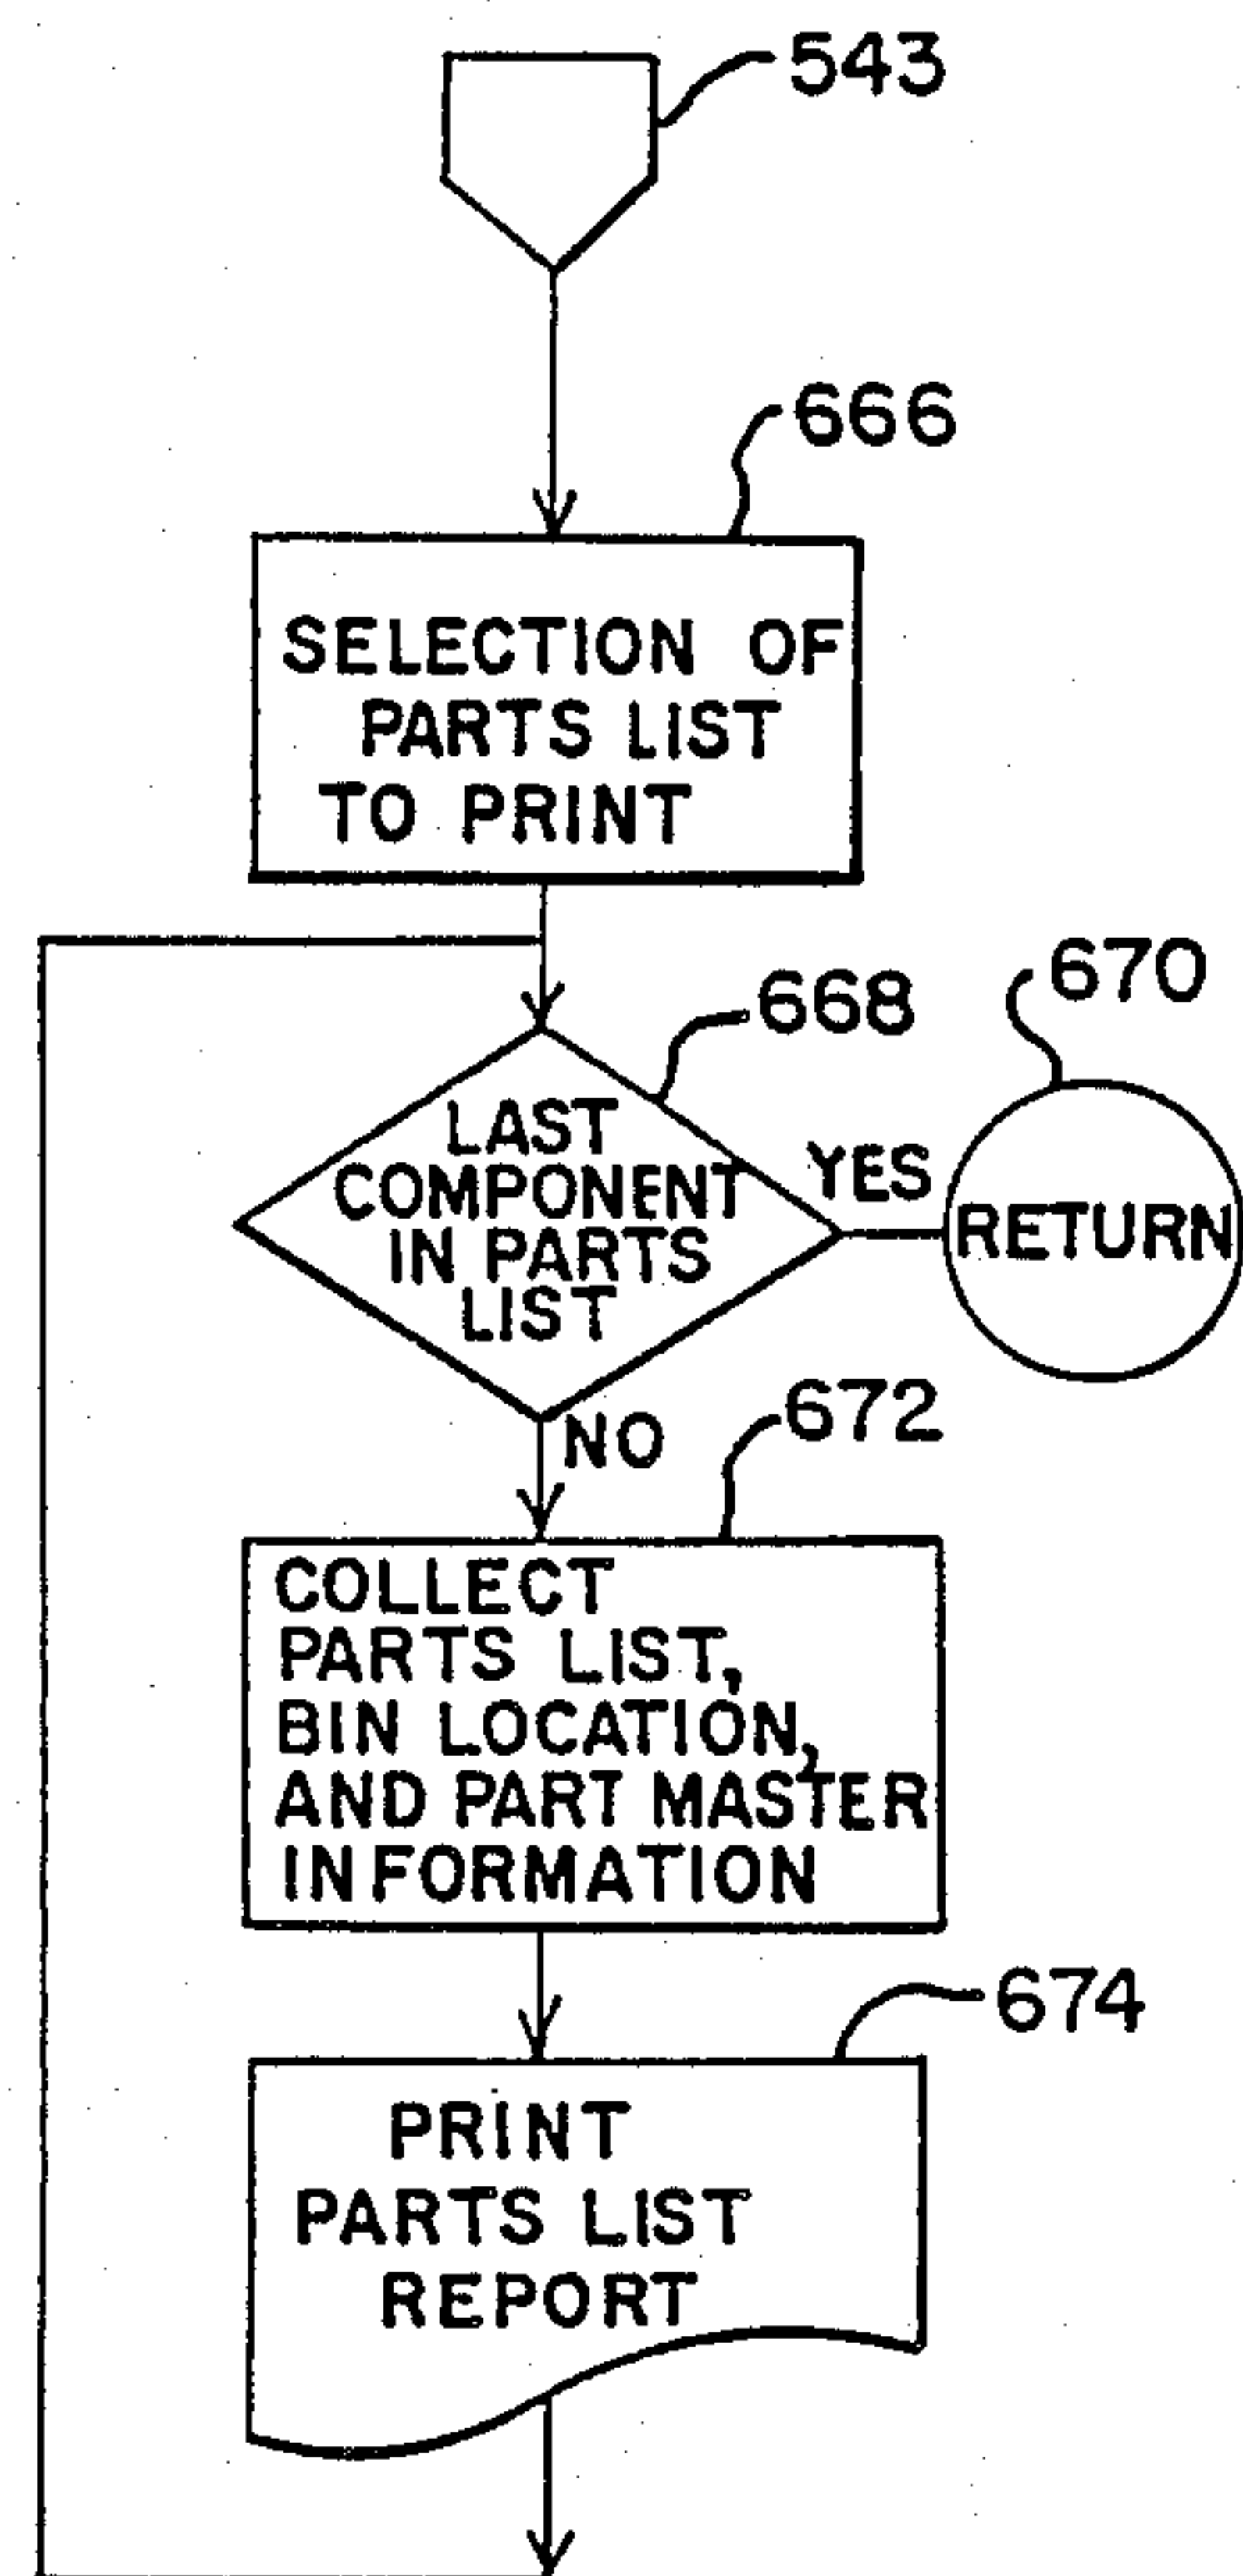 543
666
SELECTION OF
PARTS LIST
TO PRINT
668
670
LAST
COMPONENT
IN PARTS
LIST
YES
RETURN
NO
672
COLLECT
PARTS LIST,
BIN LOCATION,
AND PART MASTER
INFORMATION
674
PRINT
PARTS LIST
REPORT